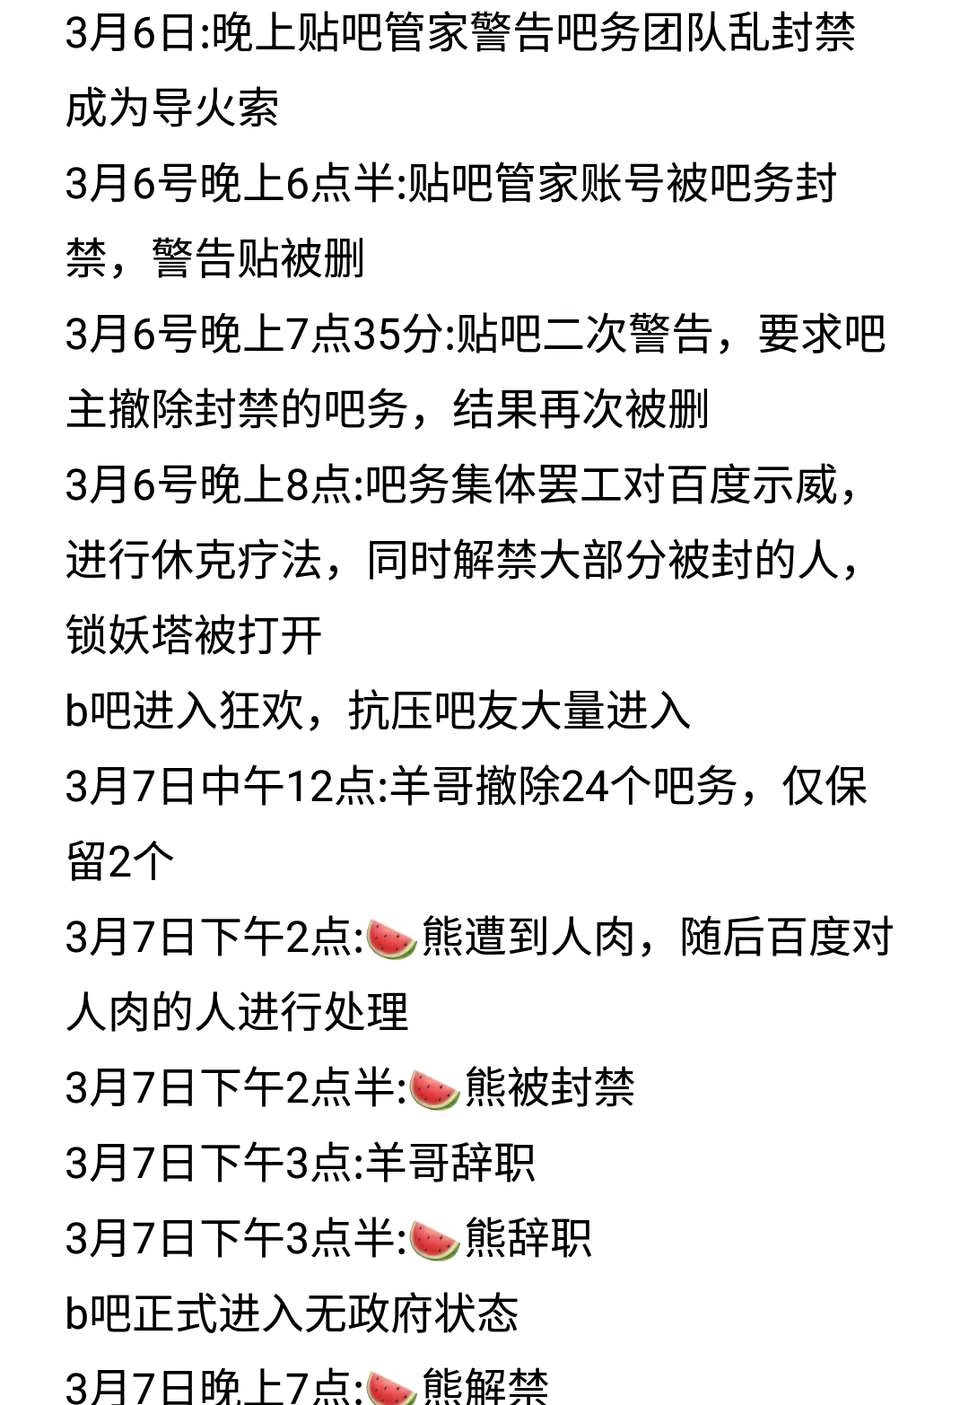 3月6日:晚上贴吧管家警告吧务团队乱封禁
成为导火索
3月6号晚上6点半:贴吧管家账号被吧务封
禁，警告贴被删
3月6号晚上7点35分:贴吧二次警告，要求吧
主撤除封禁的吧务，结果再次被删
3月6号晚上8点:吧务集体罢工对百度示威，
进行休克疗法，同时解禁大部分被封的人，
锁妖塔被打开
b吧进入狂欢，抗压吧友大量进入
3月7日中午12点:羊哥撤除24个吧务，仅保
留2个
3月7日下午2点:🍉熊遭到人肉，随后百度对
人肉的人进行处理
3月7日下午2点半:🍉熊被封禁
3月7日下午3点:羊哥辞职
3月7日下午3点半:🍉熊辞职
b吧正式进入无政府状态
3月7日晚上7点:🍉熊解禁